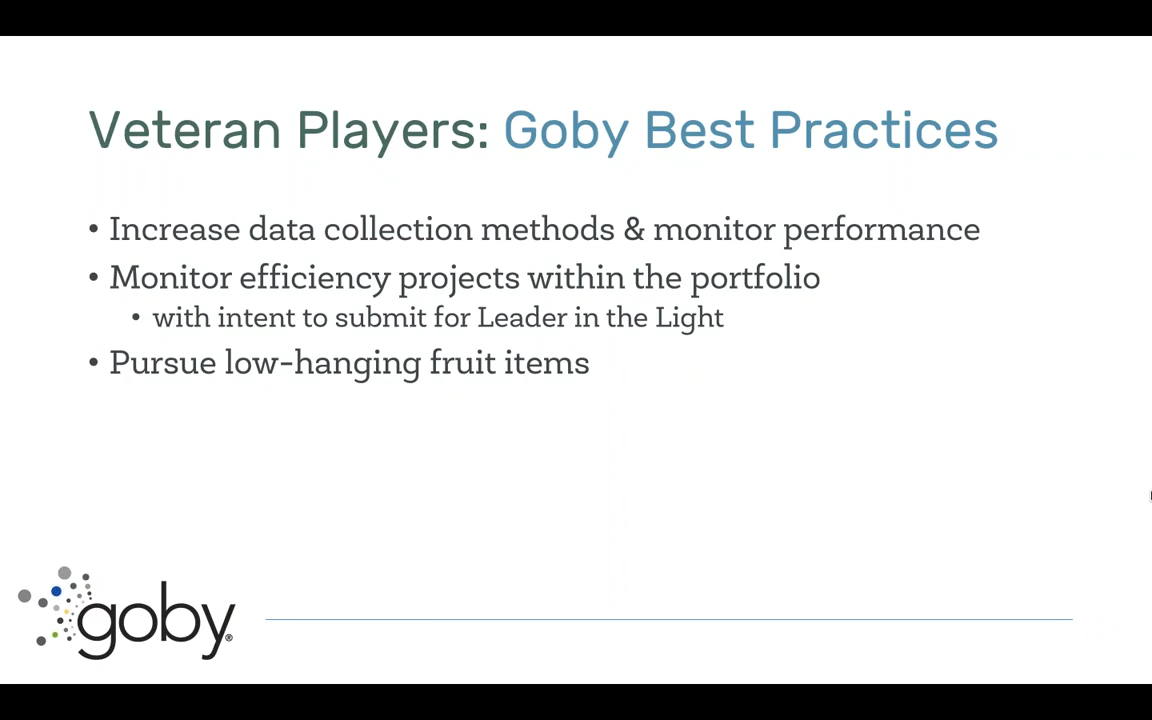 Veteran Players: Goby Best Practices
• Increase data collection methods & monitor performance
• Monitor efficiency projects within the portfolio
• with intent to submit for Leader in the Light
• Pursue low-hanging fruit items
goby®